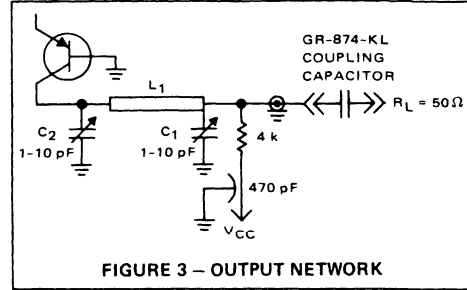 GR-874-KL
COUPLING
CAPACITOR
L1
RL = 50Ω
C2
1-10 pF
C1
1-10 pF
4 k
470 pF
VCC
FIGURE 3 – OUTPUT NETWORK